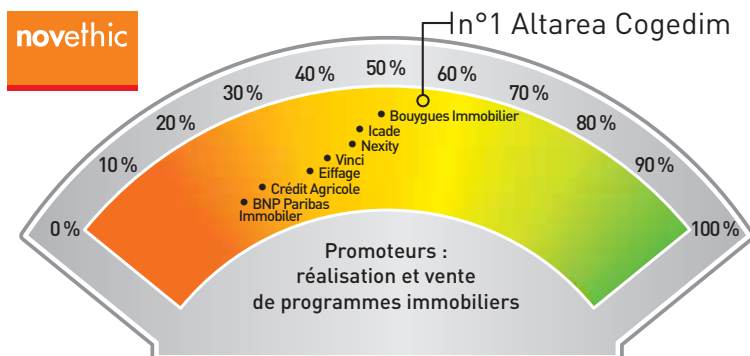 novethic
n°1 Altarea Cogedim
0 %
10 %
20 %
30 %
40 %
50 %
60 %
70 %
80 %
90 %
100 %
Bouygues Immobilier
Icade
Nexity
Vinci
Eiffage
Crédit Agricole
BNP Paribas
Immobiler
Promoteurs :
réalisation et vente
de programmes immobiliers